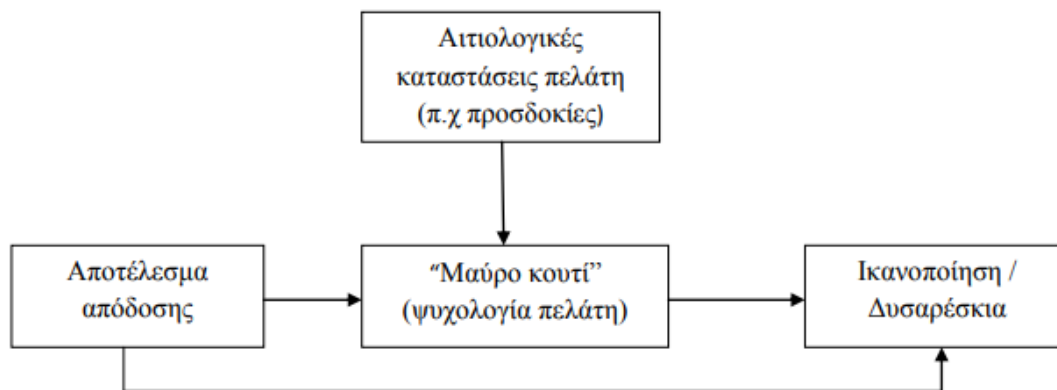 Αιτιολογικές
καταστάσεις πελάτη
(π.χ προσδοκίες)
Αποτέλεσμα
απόδοσης
“Μαύρο κουτί”
(ψυχολογία πελάτη)
Ικανοποίηση /
Δυσαρέσκια